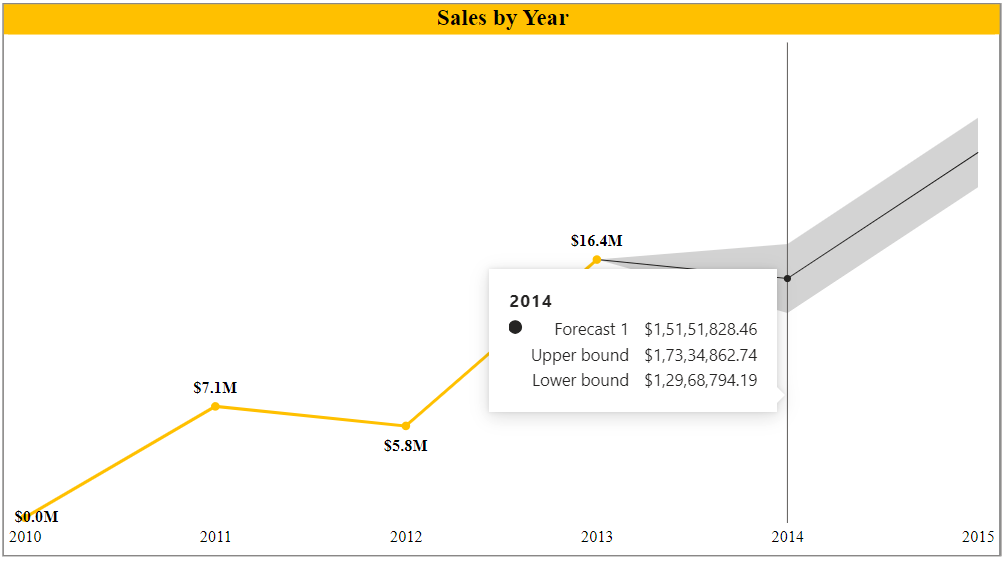 Sales by Year
$16.4M
2014
Forecast 1 $1,51,51,828.46
Upper bound $1,73,34,862.74
Lower bound $1,29,68,794.19
$7.1M
$5.8M
$0.0M
2010 2011 2012 2013 2014 2015